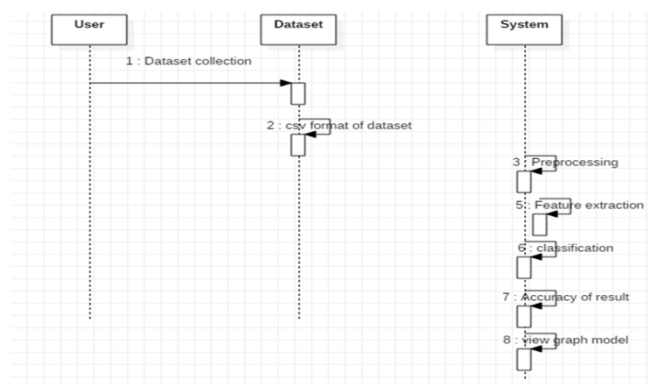 User
Dataset
System
1 : Dataset collection
2 : csv format of dataset
3 : Preprocessing
5 : Feature extraction
6 : classification
7 : Accuracy of result
8 : view graph model